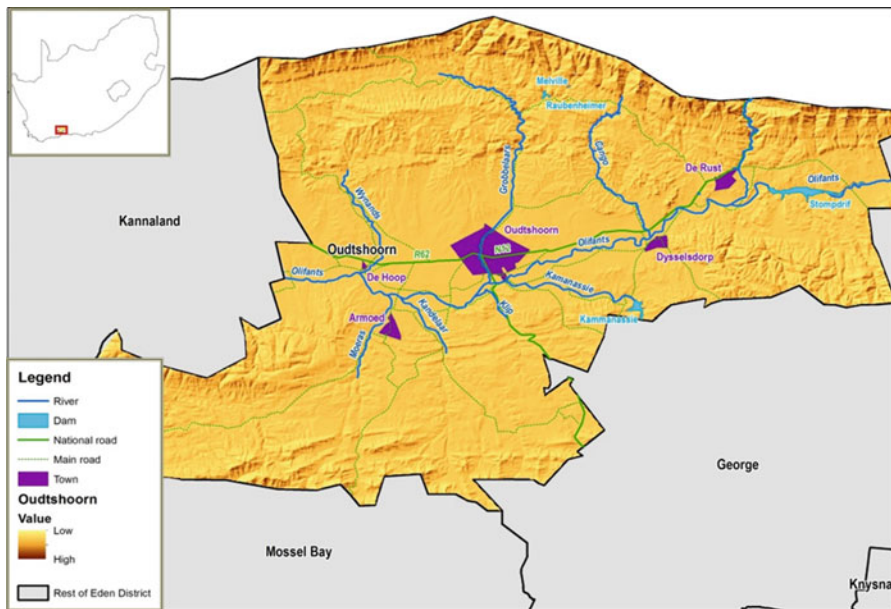 Melville
Raubenheimer
Grobbelaars
Cango
De Rust
Olifants
Stompdrif
Kannaland
Wynands
Oudtshoorn
Oudtshoorn
R62
N12
Olifants
Dysselsdorp
Olifants
De Hoop
Kamanassie
Kammanassie
Klip
Kandelaar
Armoed
Moeras
Legend
River
Dam
National road
Main road
Town
Oudtshoorn
Value
Low
High
Rest of Eden District
George
Mossel Bay
Knysna